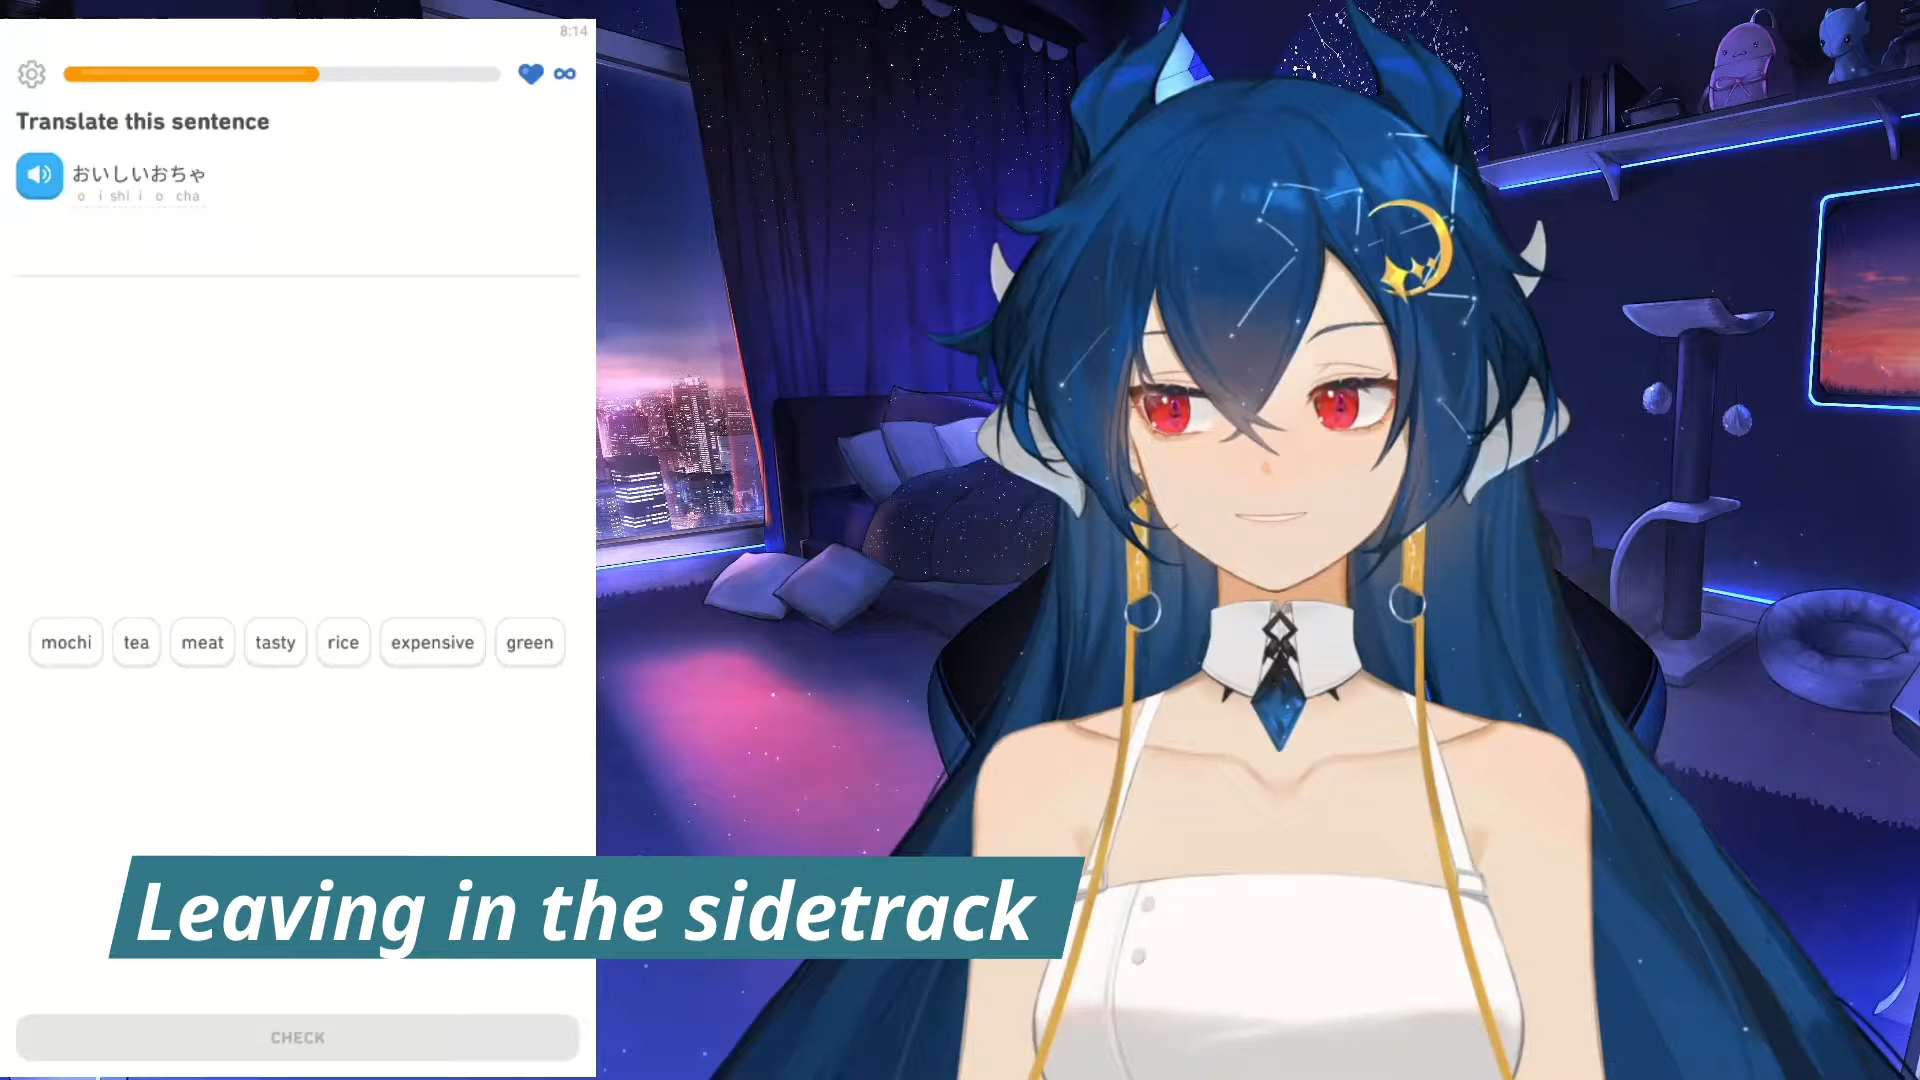 8:14
Translate this sentence
おいしいおちゃ
o i shi i o cha
mochi tea meat tasty rice expensive green
Leaving in the sidetrack
CHECK